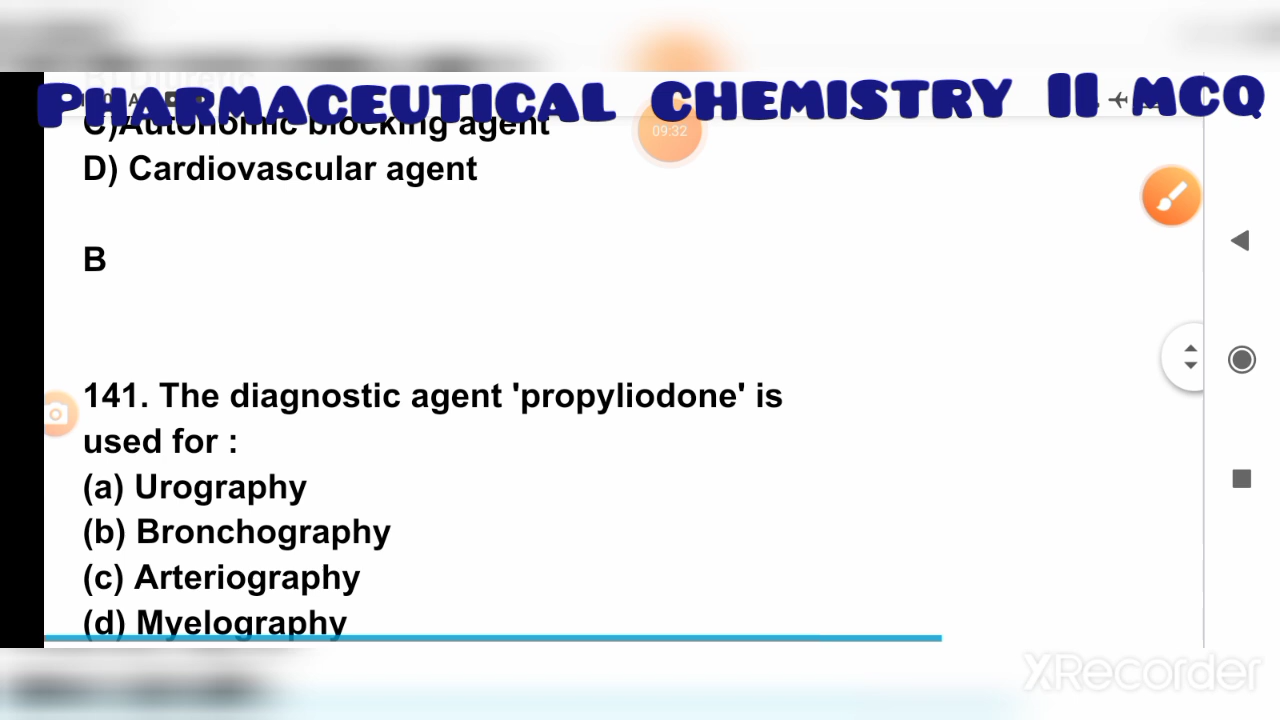 PHARMACEUTICAL CHEMISTRY II MCQ
C)Autonomic blocking agent
09:32
D) Cardiovascular agent
B
141. The diagnostic agent 'propyliodone' is
used for :
(a) Urography
(b) Bronchography
(c) Arteriography
(d) Myelography
XRecorder